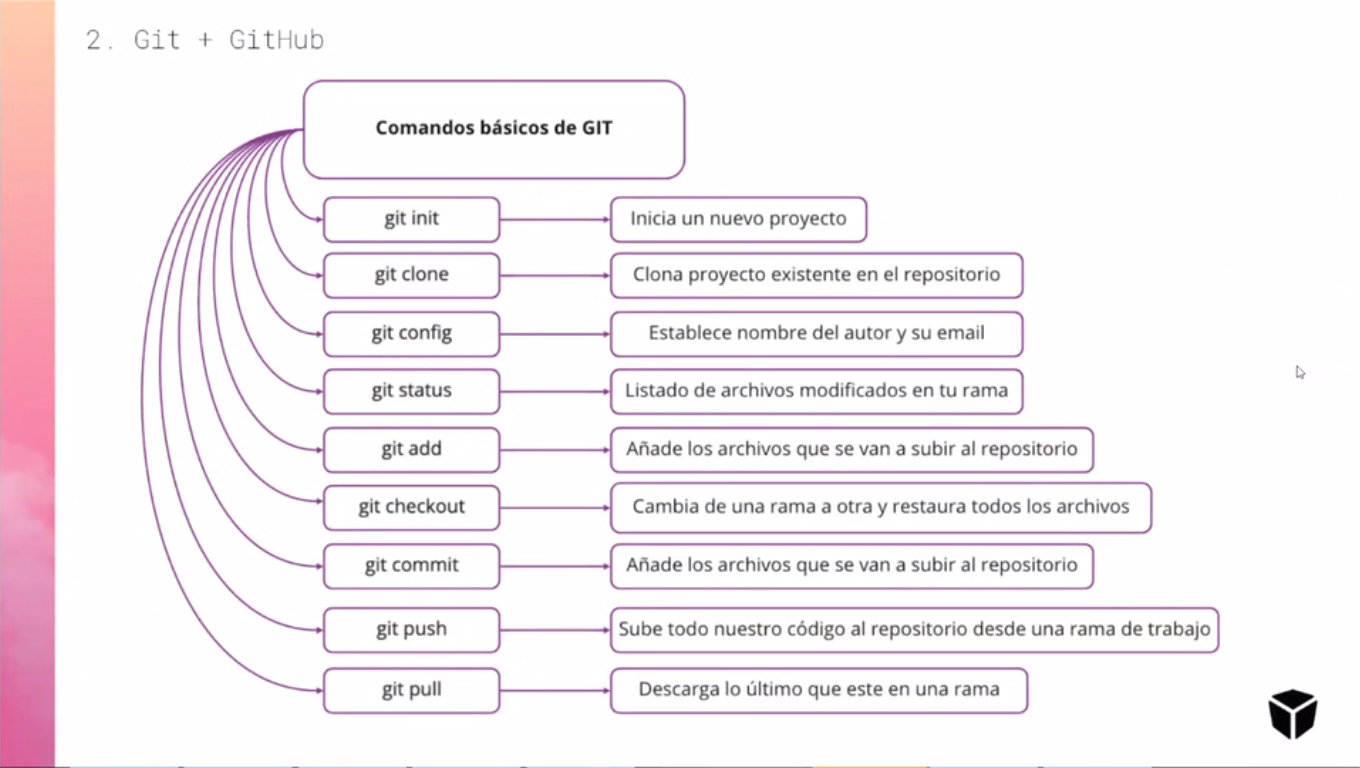 2. Git + GitHub
Comandos básicos de GIT
git init
Inicia un nuevo proyecto
git clone
Clona proyecto existente en el repositorio
git config
Establece nombre del autor y su email
git status
Listado de archivos modificados en tu rama
git add
Añade los archivos que se van a subir al repositorio
git checkout
Cambia de una rama a otra y restaura todos los archivos
git commit
Añade los archivos que se van a subir al repositorio
git push
Sube todo nuestro código al repositorio desde una rama de trabajo
git pull
Descarga lo último que este en una rama